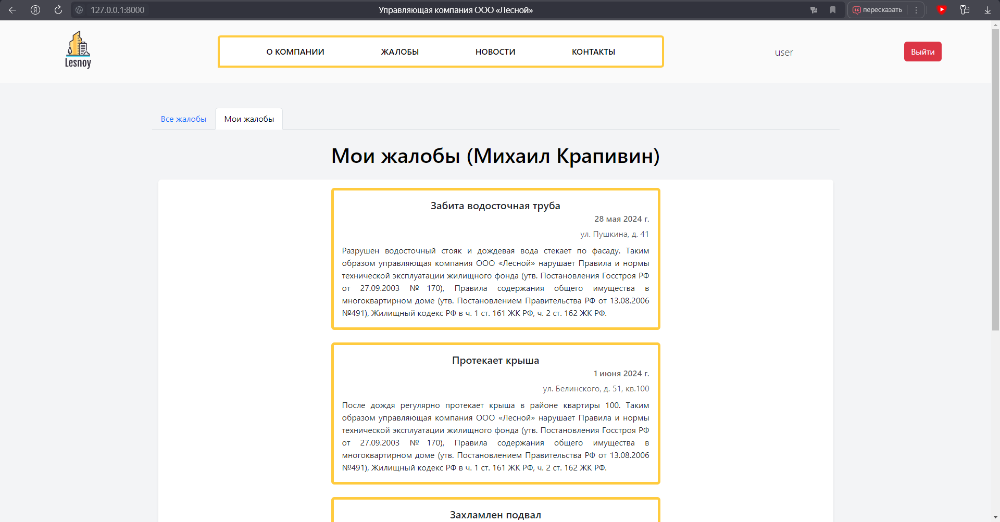 127.0.0.1:8000
Управляющая компания ООО «Лесной»
пересказать
Lesnoy
О КОМПАНИИ
ЖАЛОБЫ
НОВОСТИ
КОНТАКТЫ
user
Выйти
Все жалобы
Мои жалобы
Мои жалобы (Михаил Крапивин)
Забита водосточная труба
28 мая 2024 г.
ул. Пушкина, д. 41
Разрушен водосточный стояк и дождевая вода стекает по фасаду. Таким
образом управляющая компания ООО «Лесной» нарушает Правила и нормы
технической эксплуатации жилищного фонда (утв. Постановления Госстроя РФ
от 27.09.2003 № 170), Правила содержания общего имущества в
многоквартирном доме (утв. Постановлением Правительства РФ от 13.08.2006
№491), Жилищный кодекс РФ в ч. 1 ст. 161 ЖК РФ, ч. 2 ст. 162 ЖК РФ.
Протекает крыша
1 июня 2024 г.
ул. Белинского, д. 51, кв.100
После дождя регулярно протекает крыша в районе квартиры 100. Таким
образом управляющая компания ООО «Лесной» нарушает Правила и нормы
технической эксплуатации жилищного фонда (утв. Постановления Госстроя РФ
от 27.09.2003 № 170), Правила содержания общего имущества в
многоквартирном доме (утв. Постановлением Правительства РФ от 13.08.2006
№491), Жилищный кодекс РФ в ч. 1 ст. 161 ЖК РФ, ч. 2 ст. 162 ЖК РФ.
Захламлен подвал